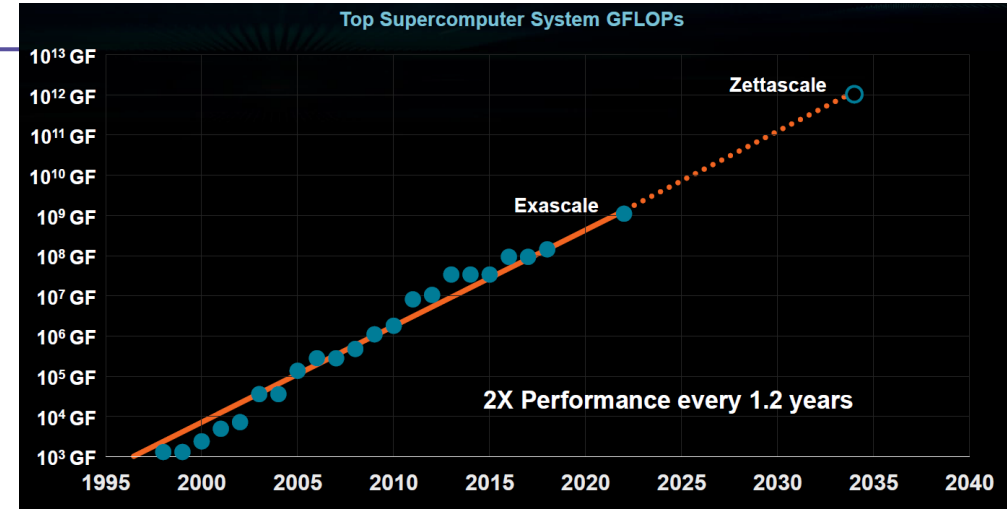 Top Supercomputer System GFLOPs
10¹³ GF
10¹² GF
10¹¹ GF
10¹⁰ GF
10⁹ GF
10⁸ GF
10⁷ GF
10⁶ GF
10⁵ GF
10⁴ GF
10³ GF
Zettascale
Exascale
2X Performance every 1.2 years
1995 2000 2005 2010 2015 2020 2025 2030 2035 2040